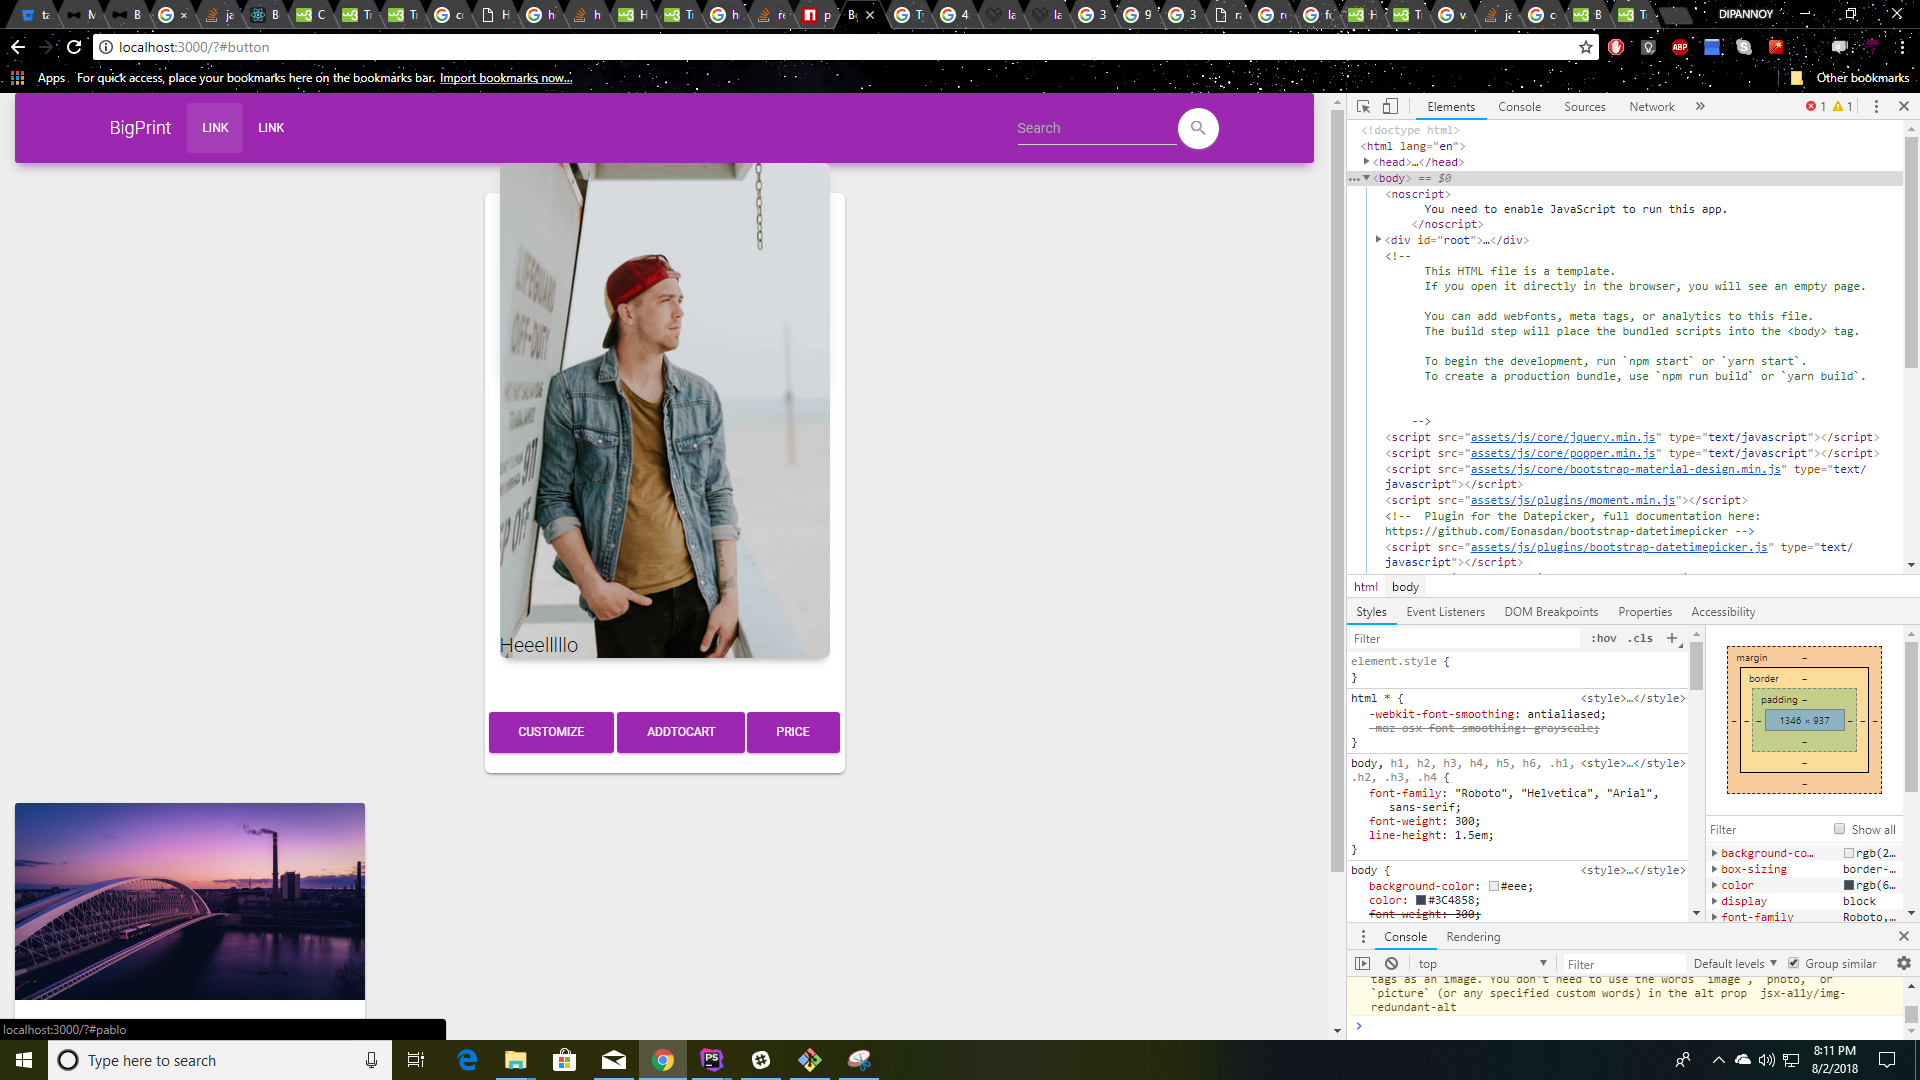 DIPANNOY
localhost:3000/?#button
Apps For quick access, place your bookmarks here on the bookmarks bar. Import bookmarks now... Other bookmarks
BigPrint LINK LINK Search
Heeelllllo
CUSTOMIZE ADDTOCART PRICE
localhost:3000/?#pablo
Elements Console Sources Network » 1 1
<!doctype html>
<html lang="en">
<head>…</head>
<body> == $0
<noscript>
You need to enable JavaScript to run this app.
</noscript>
<div id="root">…</div>
<!--
This HTML file is a template.
If you open it directly in the browser, you will see an empty page.
You can add webfonts, meta tags, or analytics to this file.
The build step will place the bundled scripts into the <body> tag.
To begin the development, run `npm start` or `yarn start`.
To create a production bundle, use `npm run build` or `yarn build`.
-->
<script src="assets/js/core/jquery.min.js" type="text/javascript"></script>
<script src="assets/js/core/popper.min.js" type="text/javascript"></script>
<script src="assets/js/core/bootstrap-material-design.min.js" type="text/
javascript"></script>
<script src="assets/js/plugins/moment.min.js"></script>
<!-- Plugin for the Datepicker, full documentation here:
https://github.com/Eonasdan/bootstrap-datetimepicker -->
<script src="assets/js/plugins/bootstrap-datetimepicker.js" type="text/
javascript"></script>
html body
Styles Event Listeners DOM Breakpoints Properties Accessibility
Filter :hov .cls +
element.style {
}
html * { <style>…</style>
-webkit-font-smoothing: antialiased;
-moz-osx-font-smoothing: grayscale;
}
body, h1, h2, h3, h4, h5, h6, .h1, <style>…</style>
.h2, .h3, .h4 {
font-family: "Roboto", "Helvetica", "Arial",
sans-serif;
font-weight: 300;
line-height: 1.5em;
}
body { <style>…</style>
background-color: #eee;
color: #3C4858;
font-weight: 300;
margin –
border –
padding –
1346 × 937
Filter Show all
background-co… rgb(2…
box-sizing border-…
color rgb(6…
display block
font-family Roboto,…
Console Rendering
top Filter Default levels Group similar
tags as an image. You don't need to use the words `image`, `photo,` or
`picture` (or any specified custom words) in the alt prop jsx-a11y/img-
redundant-alt
Type here to search
8:11 PM
8/2/2018